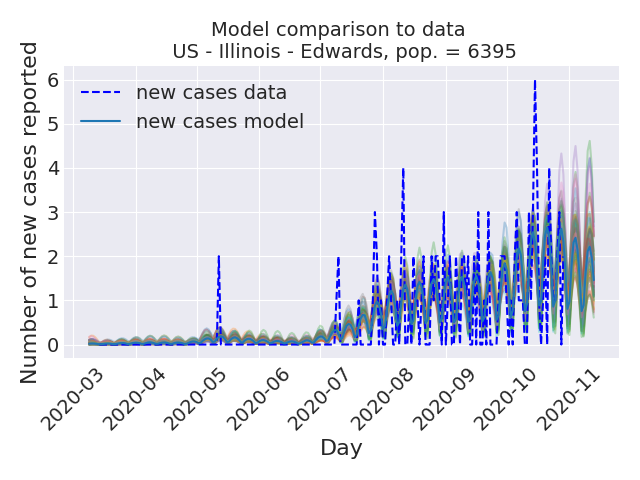 Model comparison to data
US - Illinois - Edwards, pop. = 6395
Number of new cases reported
6
5
4
3
2
1
0
new cases data
new cases model
2020-03
2020-04
2020-05
2020-06
2020-07
2020-08
2020-09
2020-10
2020-11
Day